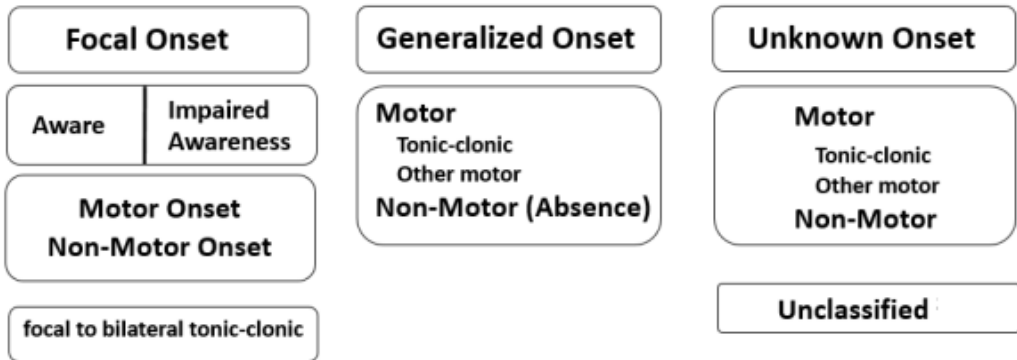 Focal Onset
Aware
Impaired
Awareness
Motor Onset
Non-Motor Onset
focal to bilateral tonic-clonic
Generalized Onset
Motor
Tonic-clonic
Other motor
Non-Motor (Absence)
Unknown Onset
Motor
Tonic-clonic
Other motor
Non-Motor
Unclassified